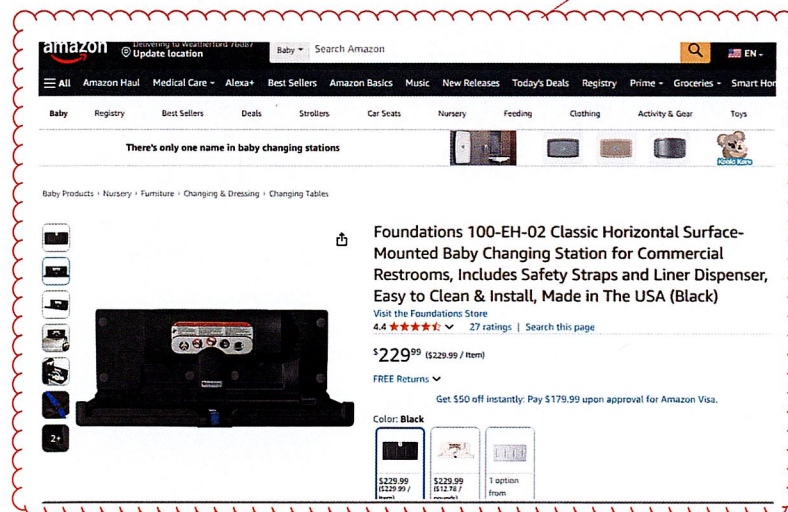 amazon
Delivering to Weatherford 76087
Update location
Baby
Search Amazon
EN
All Amazon Haul Medical Care Alexa+ Best Sellers Amazon Basics Music New Releases Today's Deals Registry Prime Groceries Smart Hom
Baby Registry Best Sellers Deals Strollers Car Seats Nursery Feeding Clothing Activity & Gear Toys
There's only one name in baby changing stations
Koala Kare
Baby Products › Nursery › Furniture › Changing & Dressing › Changing Tables
Foundations 100-EH-02 Classic Horizontal Surface-
Mounted Baby Changing Station for Commercial
Restrooms, Includes Safety Straps and Liner Dispenser,
Easy to Clean & Install, Made in The USA (Black)
Visit the Foundations Store
4.4 27 ratings | Search this page
$229.99 ($229.99 / Item)
FREE Returns
Get $50 off instantly: Pay $179.99 upon approval for Amazon Visa.
Color: Black
2+
$229.99 $229.99 1 option
($229.99 / ($12.78 / from
Item) pounds)